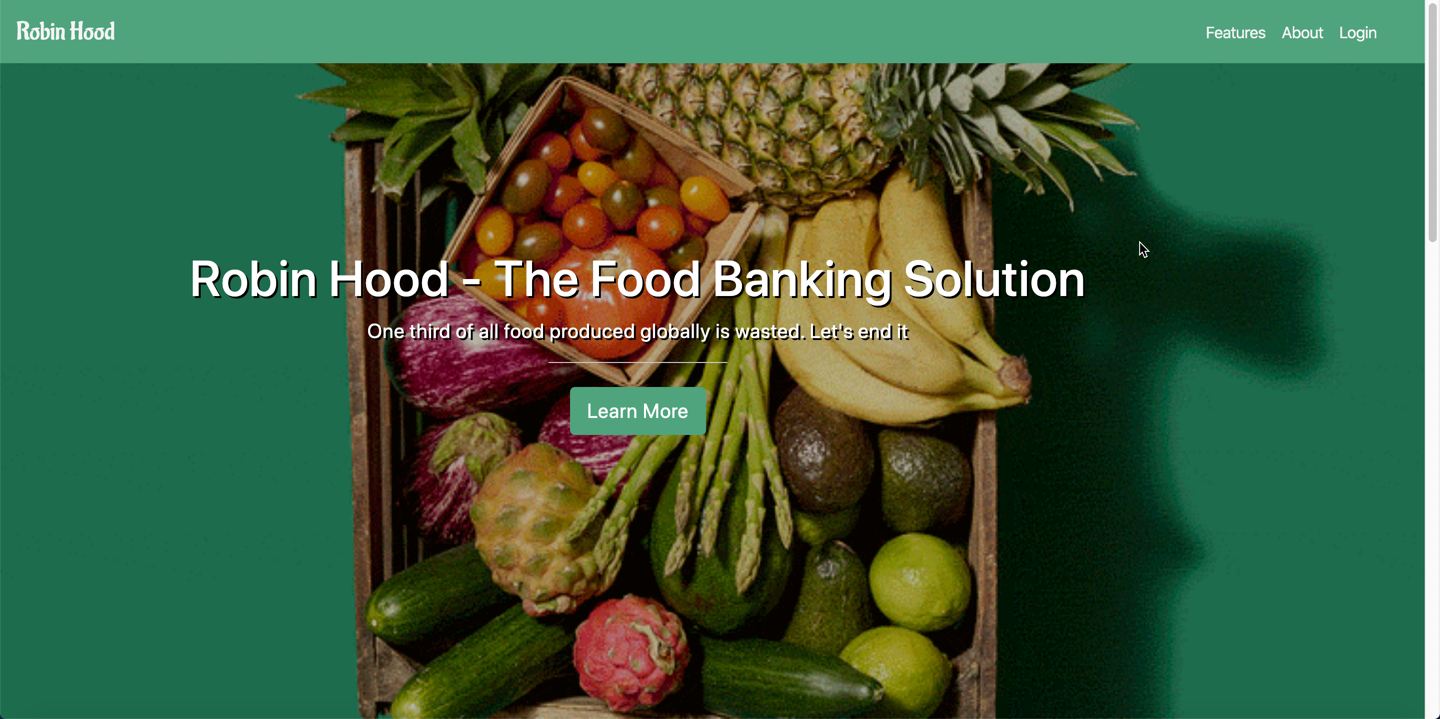 Robin Hood
Features About Login
Robin Hood - The Food Banking Solution
One third of all food produced globally is wasted. Let's end it
Learn More